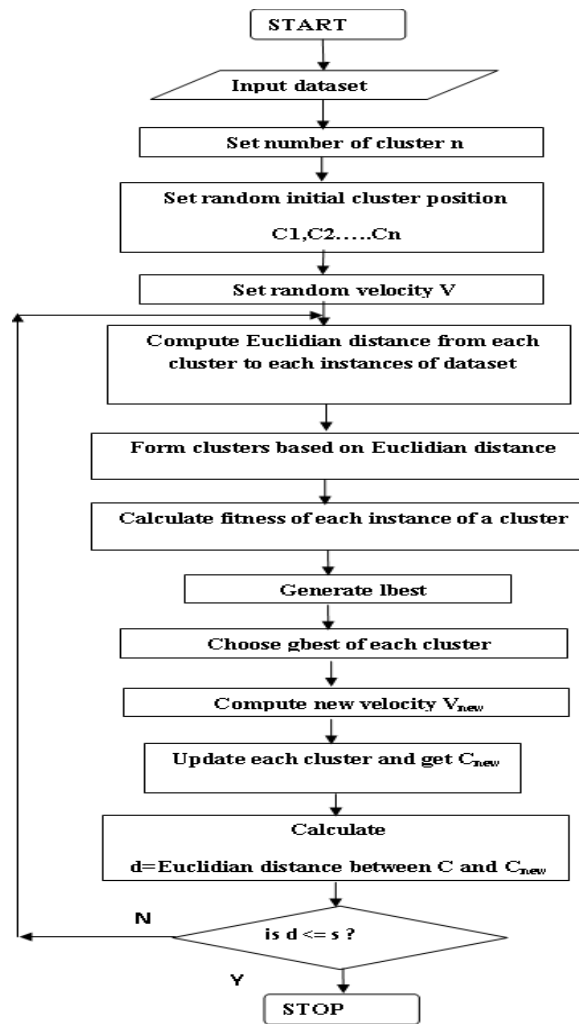 START
Input dataset
Set number of cluster n
Set random initial cluster position
C1,C2.....Cn
Set random velocity V
Compute Euclidian distance from each
cluster to each instances of dataset
Form clusters based on Euclidian distance
Calculate fitness of each instance of a cluster
Generate lbest
Choose gbest of each cluster
Compute new velocity Vnew
Update each cluster and get Cnew
Calculate
d=Euclidian distance between C and Cnew
N
is d <= s ?
Y
STOP